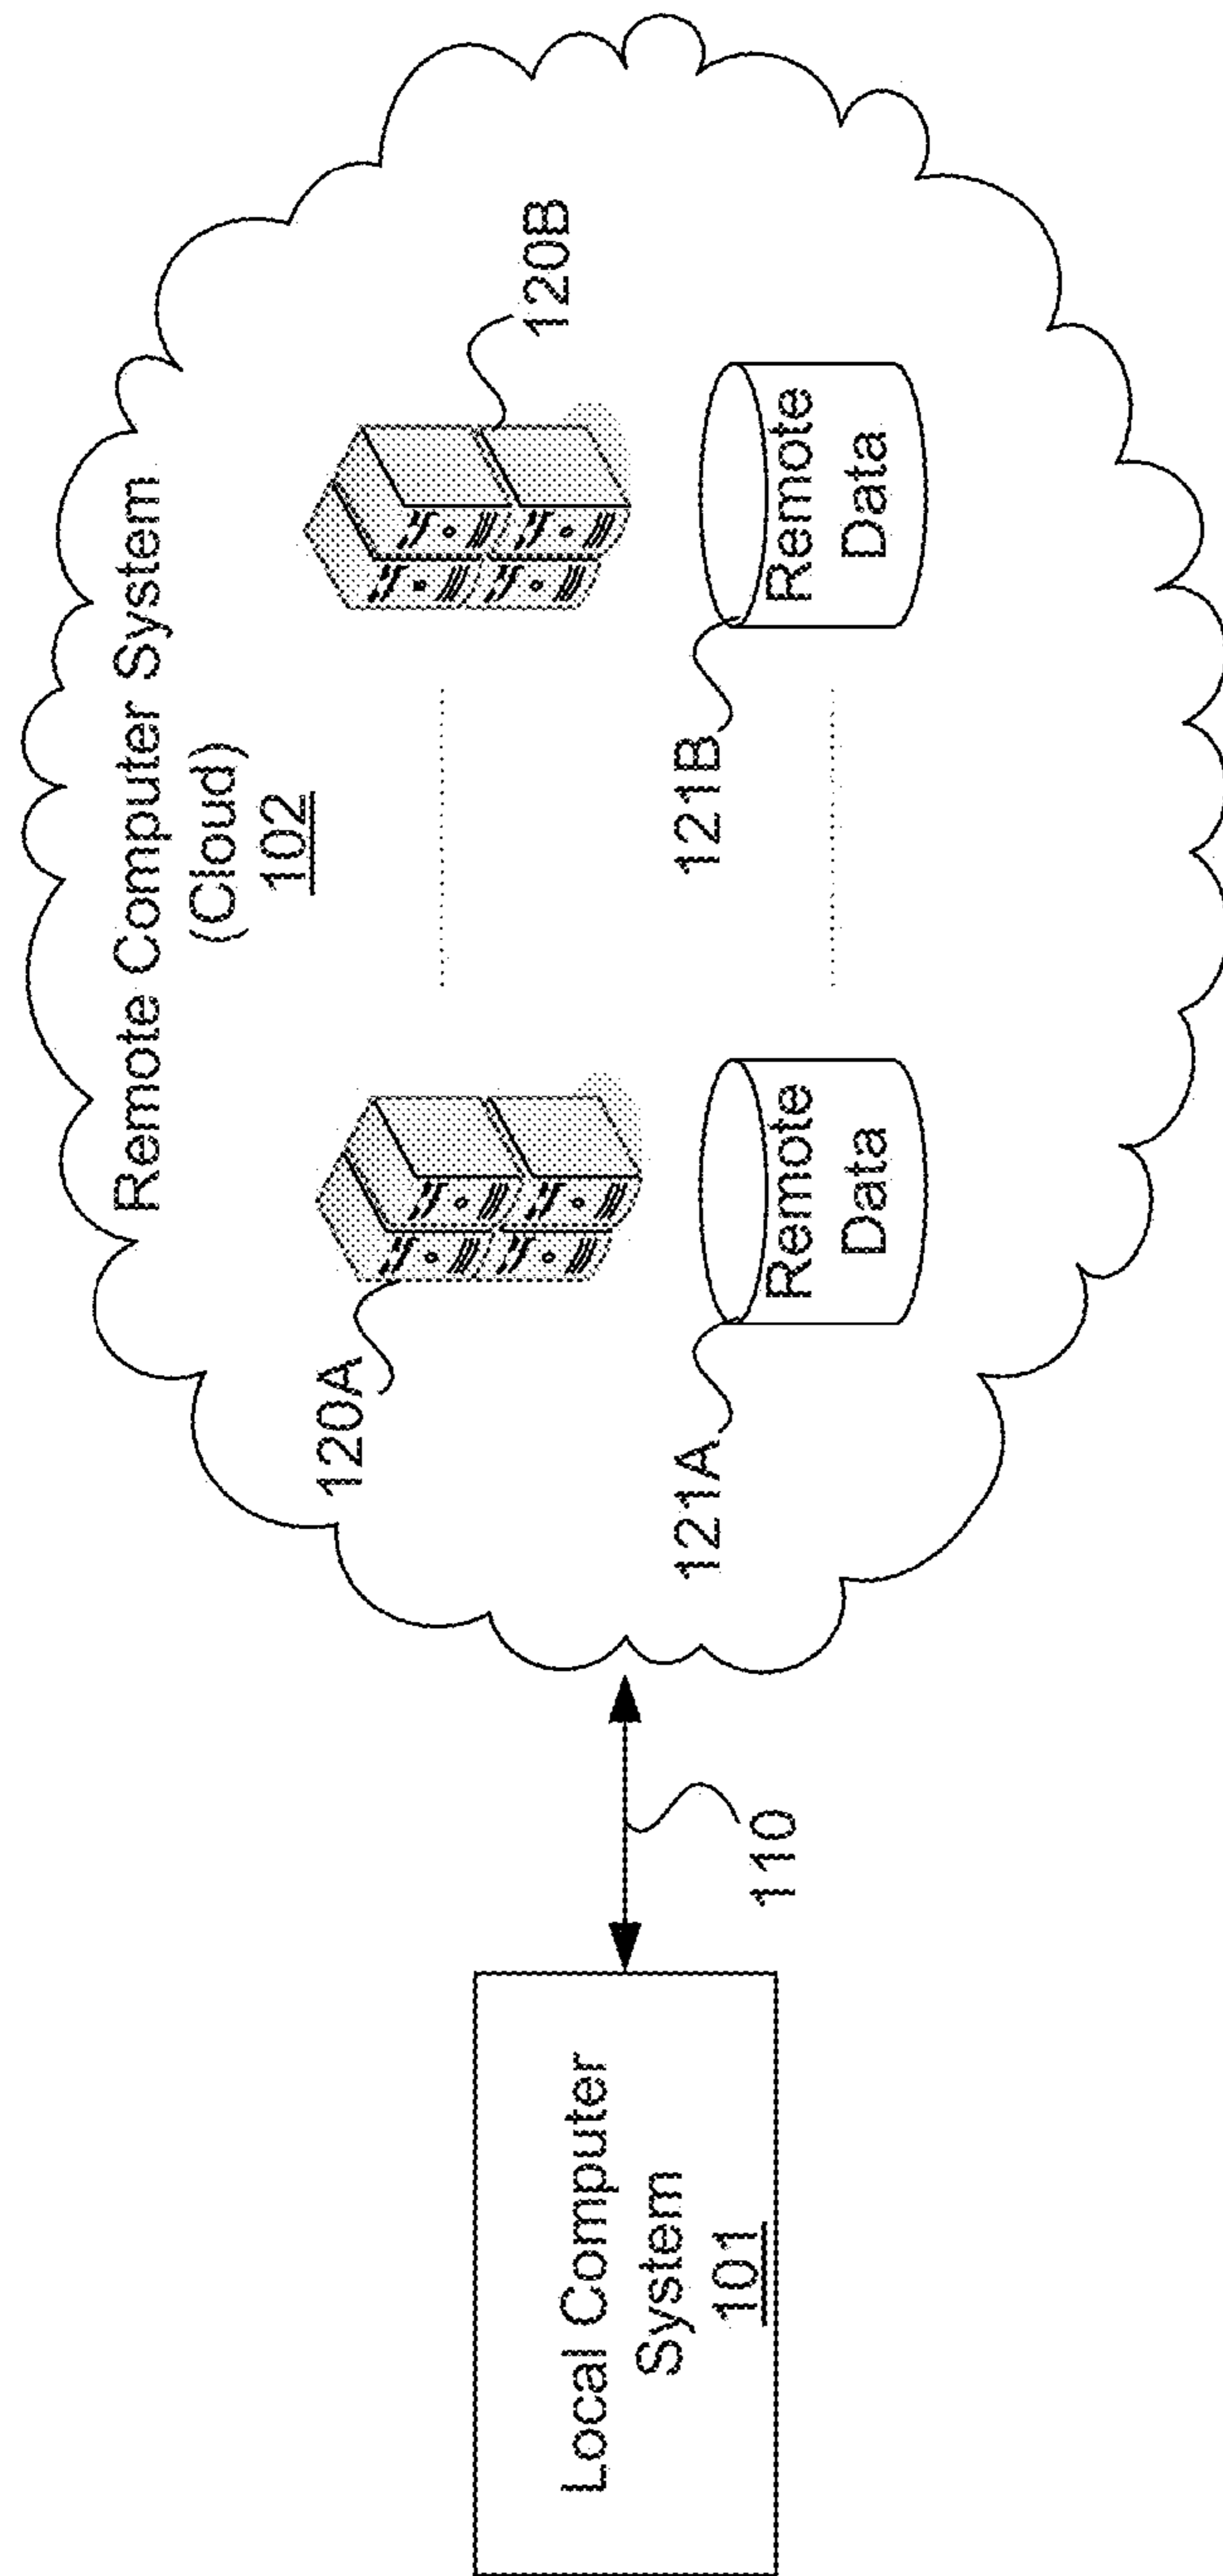 Remote Computer System
(Cloud)
102
120A
120B
121A
Remote
Data
121B
Remote
Data
110
Local Computer
System
101